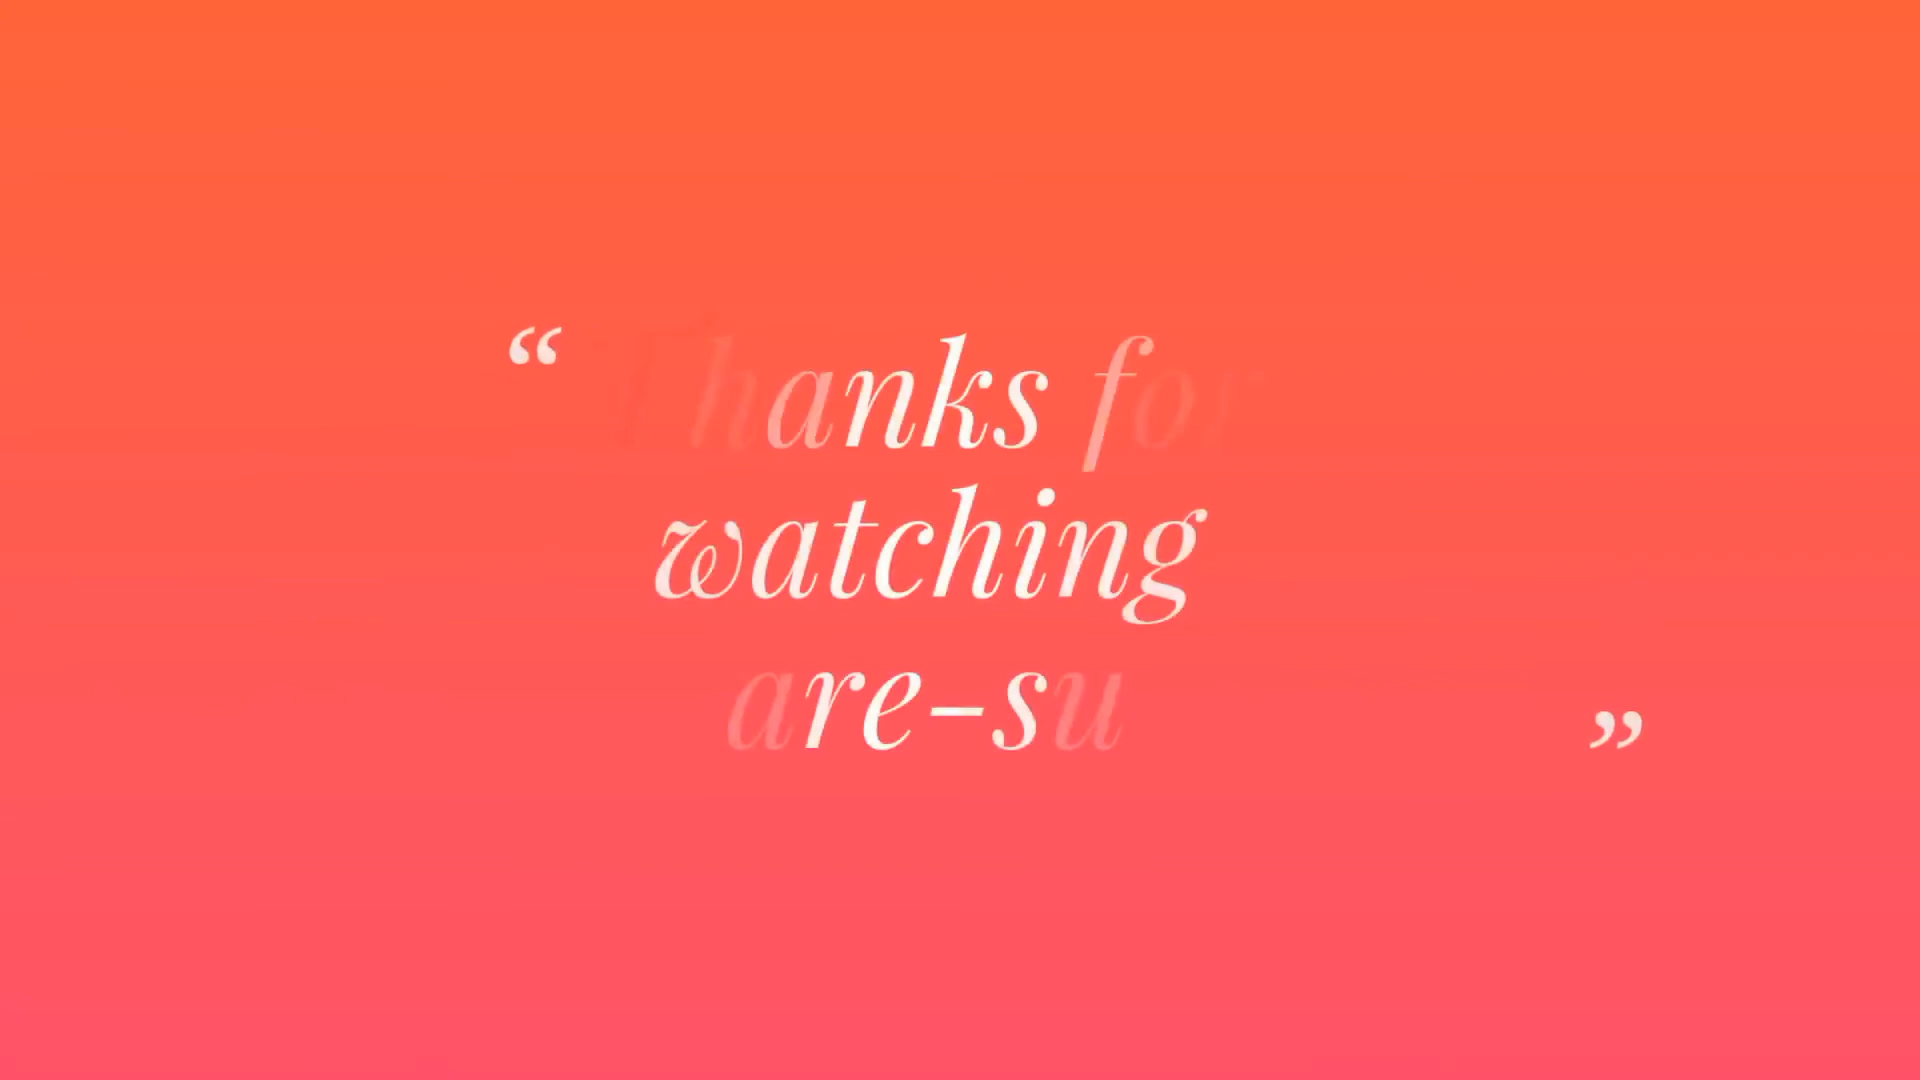 “ Thanks for
watching
are-su ”